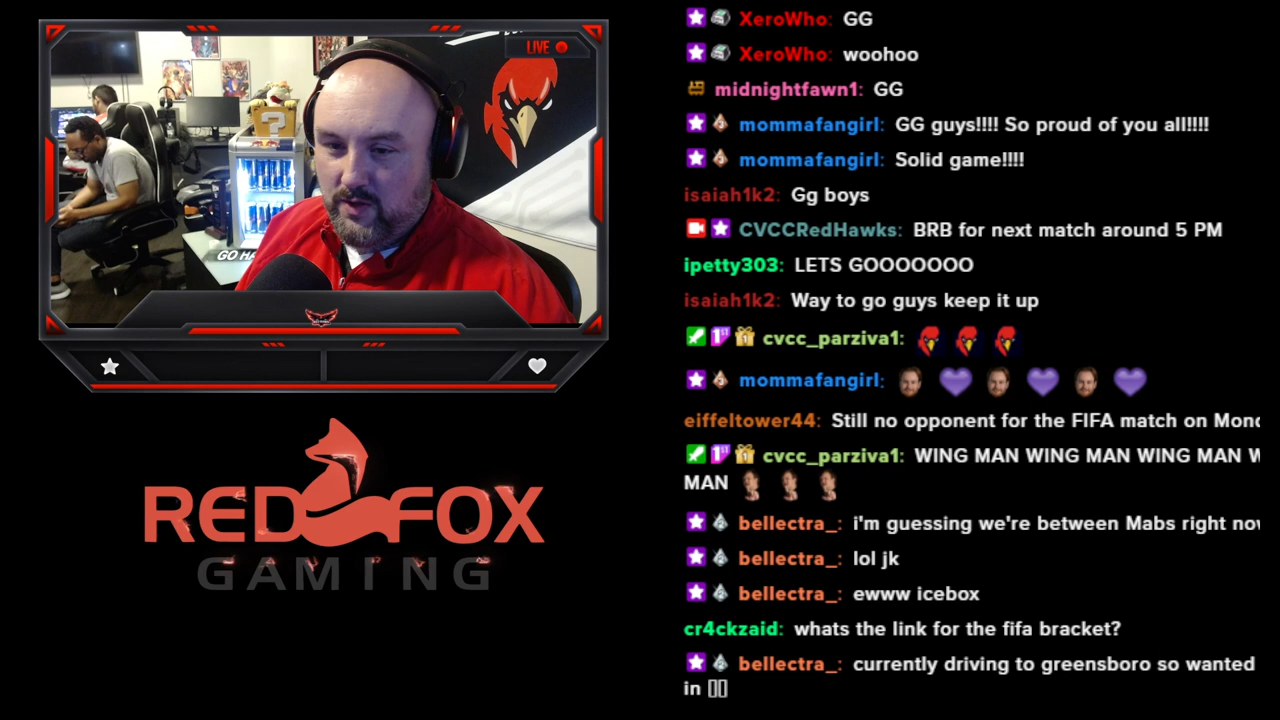 LIVE
?
GO HA
RED FOX
GAMING
XeroWho: GG
XeroWho: woohoo
midnightfawn1: GG
mommafangirl: GG guys!!!! So proud of you all!!!!
mommafangirl: Solid game!!!!
isaiah1k2: Gg boys
CVCCRedHawks: BRB for next match around 5 PM
ipetty303: LETS GOOOOOOO
isaiah1k2: Way to go guys keep it up
cvcc_parziva1:
mommafangirl:
eiffeltower44: Still no opponent for the FIFA match on Mond
cvcc_parziva1: WING MAN WING MAN WING MAN W
MAN
bellectra_: i'm guessing we're between Mabs right now
bellectra_: lol jk
bellectra_: ewww icebox
cr4ckzaid: whats the link for the fifa bracket?
bellectra_: currently driving to greensboro so wanted
in